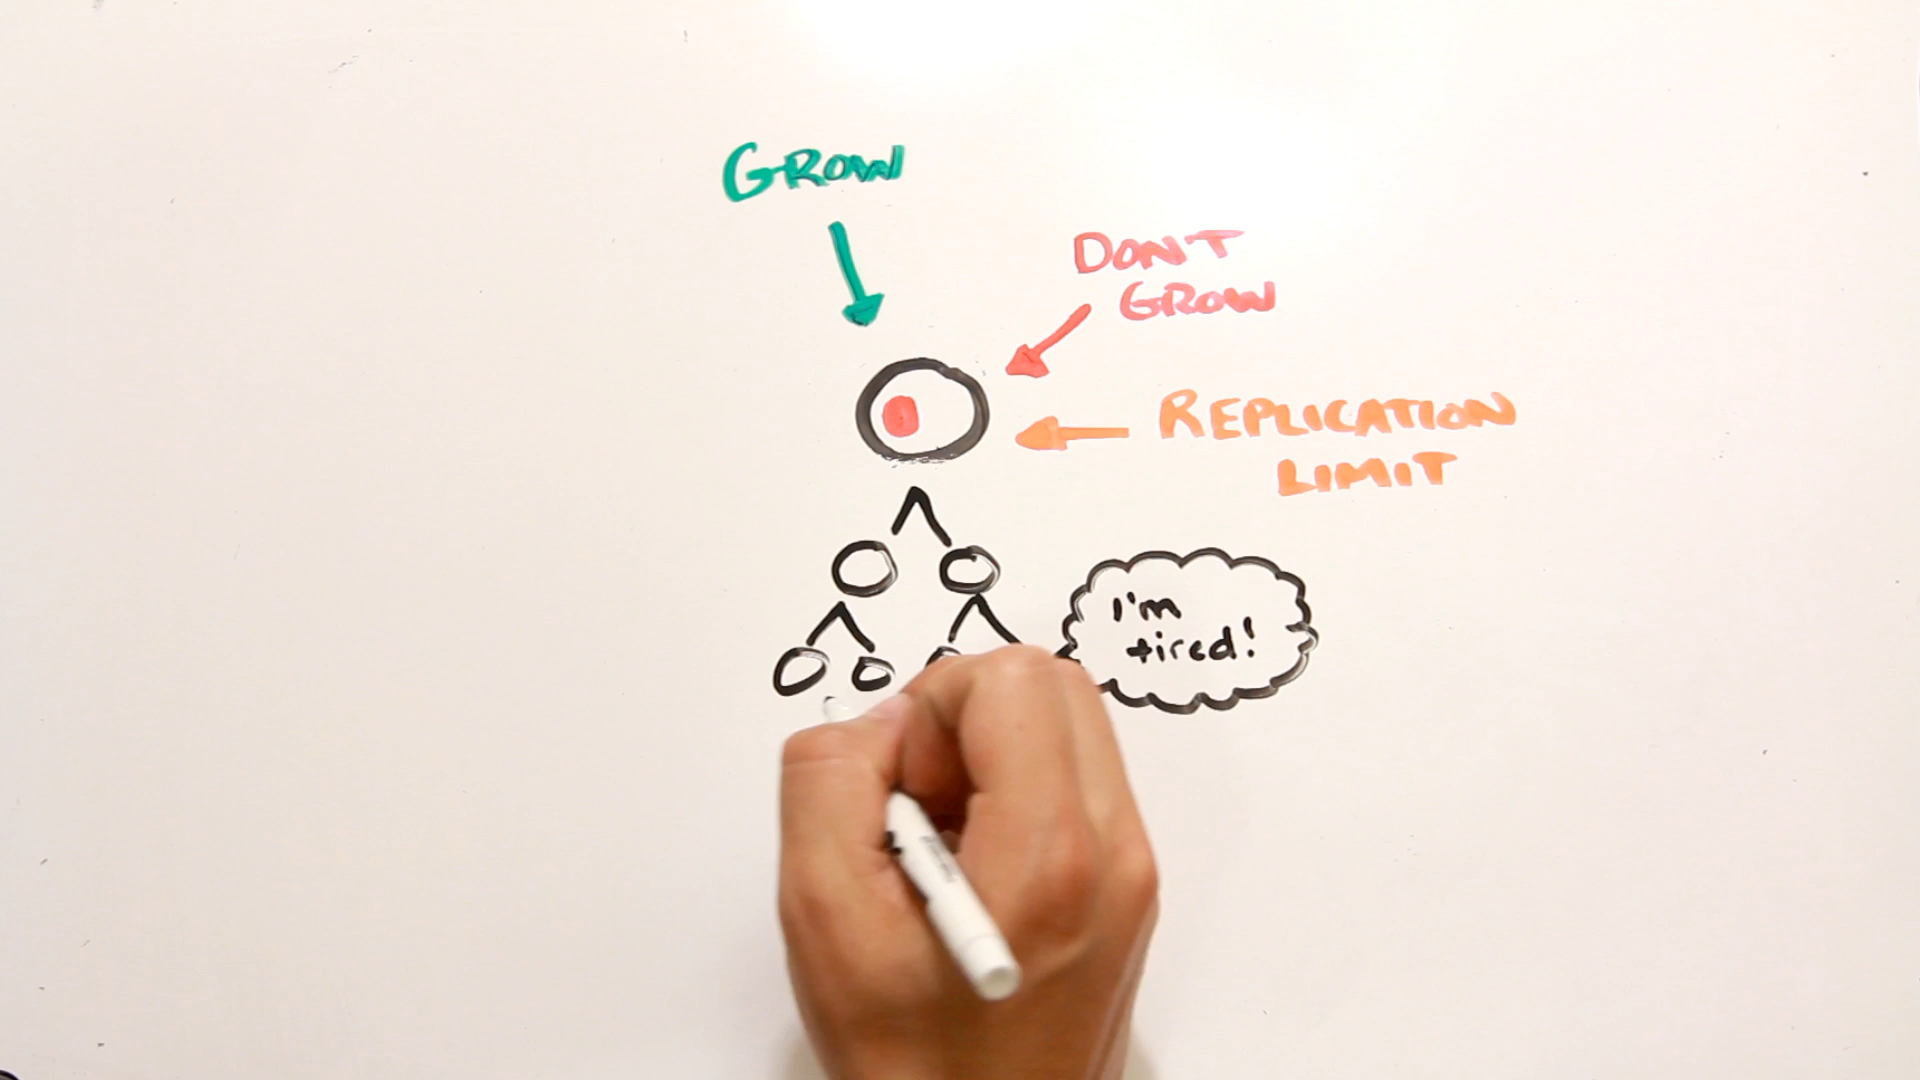 GROW
DON'T
GROW
REPLICATION
LIMIT
I'm
tired!